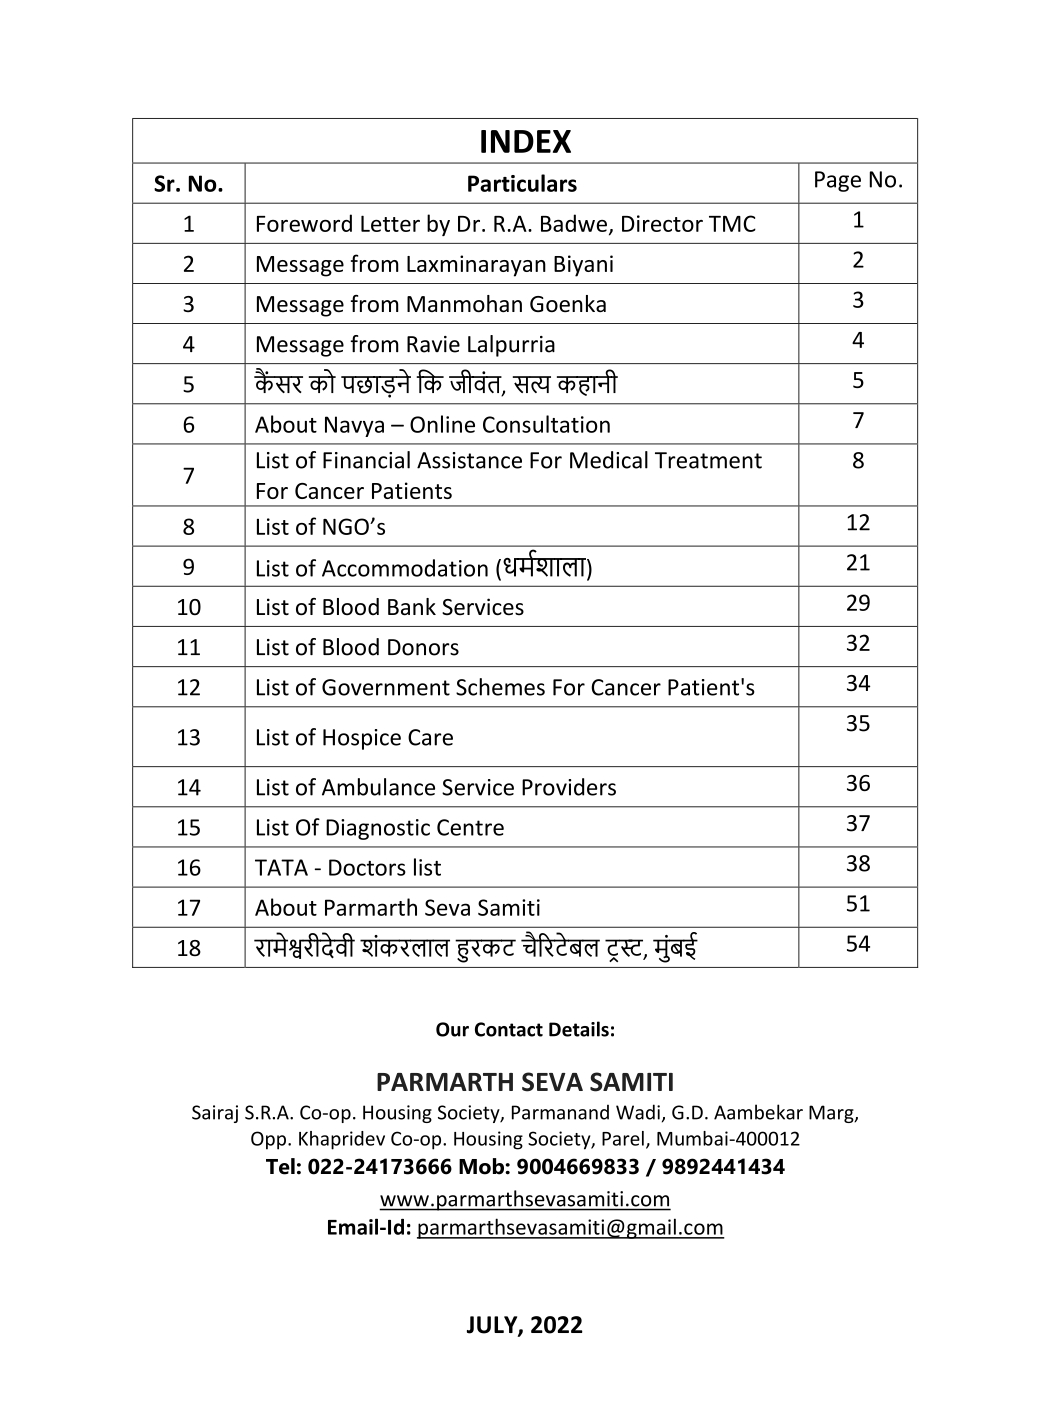 INDEX
Sr. No. Particulars Page No.
1 Foreword Letter by Dr. R.A. Badwe, Director TMC 1
2 Message from Laxminarayan Biyani 2
3 Message from Manmohan Goenka 3
4 Message from Ravie Lalpurria 4
5 कैंसर को पछाड़ने कि जीवंत, सत्य कहानी 5
6 About Navya – Online Consultation 7
7 List of Financial Assistance For Medical Treatment 8
For Cancer Patients
8 List of NGO’s 12
9 List of Accommodation (धर्मशाला) 21
10 List of Blood Bank Services 29
11 List of Blood Donors 32
12 List of Government Schemes For Cancer Patient's 34
13 List of Hospice Care 35
14 List of Ambulance Service Providers 36
15 List Of Diagnostic Centre 37
16 TATA - Doctors list 38
17 About Parmarth Seva Samiti 51
18 रामेश्वरीदेवी शंकरलाल हुरकट चैरिटेबल ट्रस्ट, मुंबई 54
Our Contact Details:
PARMARTH SEVA SAMITI
Sairaj S.R.A. Co-op. Housing Society, Parmanand Wadi, G.D. Aambekar Marg,
Opp. Khapridev Co-op. Housing Society, Parel, Mumbai-400012
Tel: 022-24173666 Mob: 9004669833 / 9892441434
www.parmarthsevasamiti.com
Email-Id: parmarthsevasamiti@gmail.com
JULY, 2022